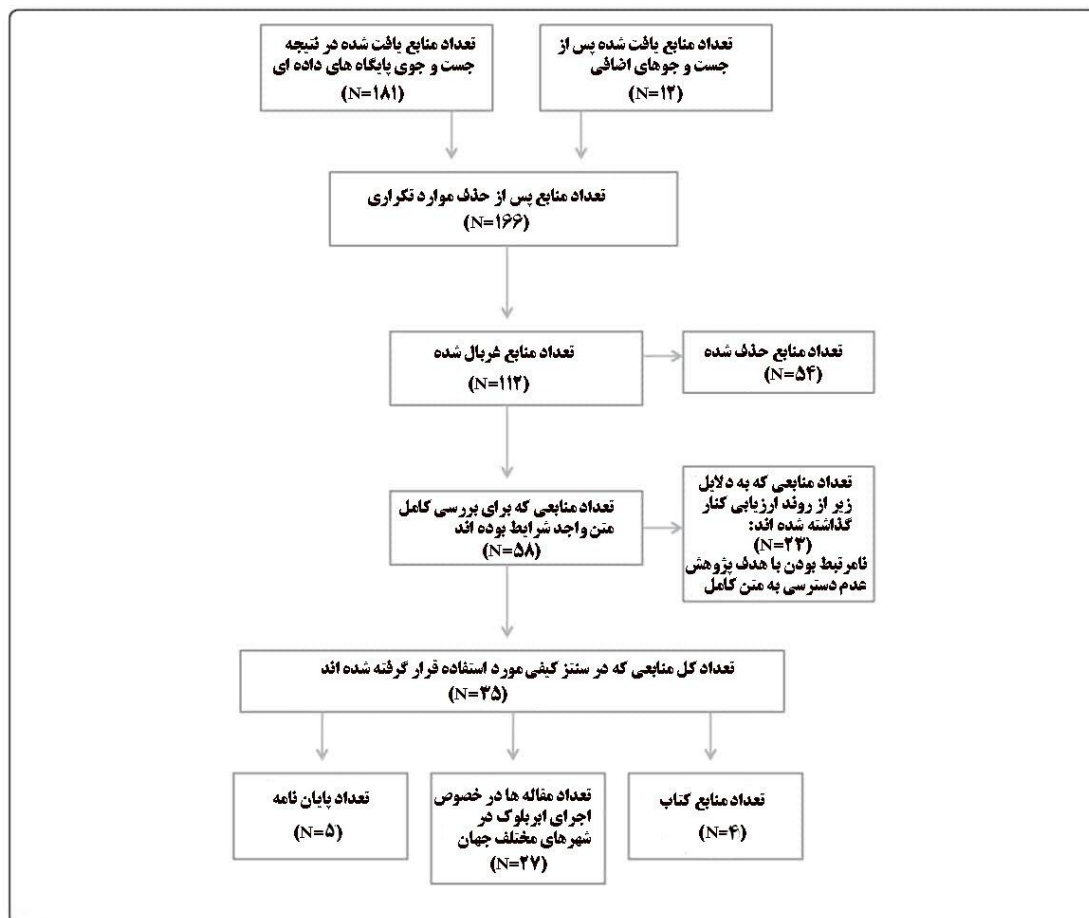 تعداد منابع یافت شده پس از
جست و جوهای اضافی
(N=۱۲)
تعداد منابع یافت شده در نتیجه
جست و جوی پایگاه های داده ای
(N=۱۸۱)
تعداد منابع پس از حذف موارد تکراری
(N=۱۶۶)
تعداد منابع غربال شده
(N=۱۱۲)
تعداد منابع حذف شده
(N=۵۴)
تعداد منابعی که برای بررسی کامل
متن واجد شرایط بوده اند
(N=۵۸)
تعداد منابعی که به دلایل
زیر از روند ارزیابی کنار
گذاشته شده اند:
(N=۲۳)
نامرتبط بودن با هدف پژوهش
عدم دسترسی به متن کامل
تعداد کل منابعی که در سنتز کیفی مورد استفاده قرار گرفته شده اند
(N=۳۵)
تعداد منابع کتاب
(N=۴)
تعداد مقاله ها در خصوص
اجرای ابربلوک در
شهرهای مختلف جهان
(N=۲۷)
تعداد پایان نامه
(N=۵)